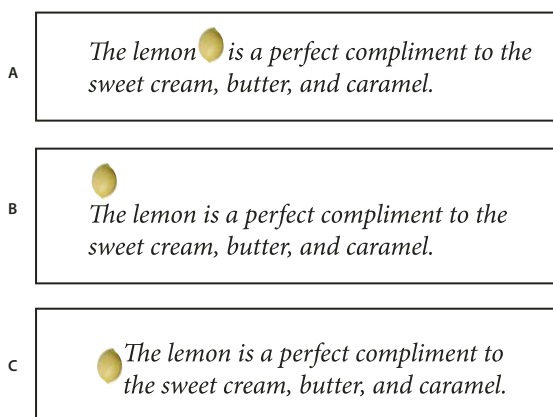 A
The lemon is a perfect compliment to the
sweet cream, butter, and caramel.
B
The lemon is a perfect compliment to the
sweet cream, butter, and caramel.
C
The lemon is a perfect compliment to
the sweet cream, butter, and caramel.